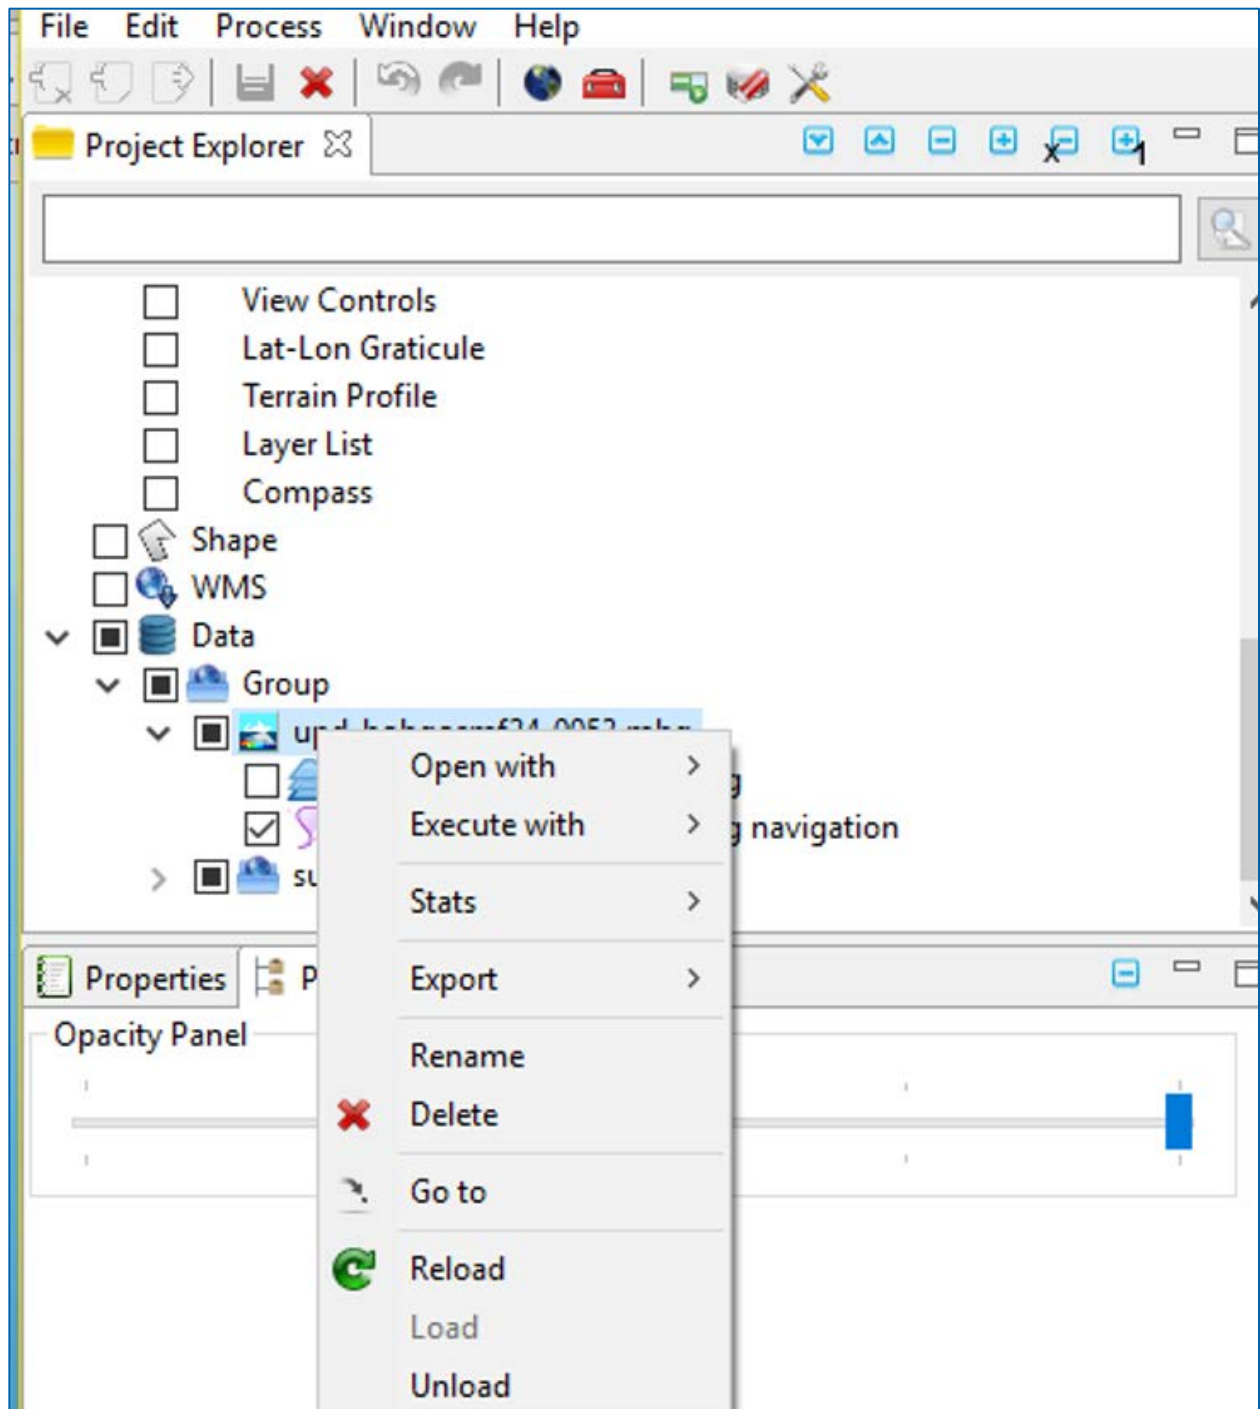 File Edit Process Window Help
Project Explorer
View Controls
Lat-Lon Graticule
Terrain Profile
Layer List
Compass
Shape
WMS
Data
Group
Open with
Execute with
g navigation
su
Stats
Properties P
Export
Opacity Panel
Rename
Delete
Go to
Reload
Load
Unload